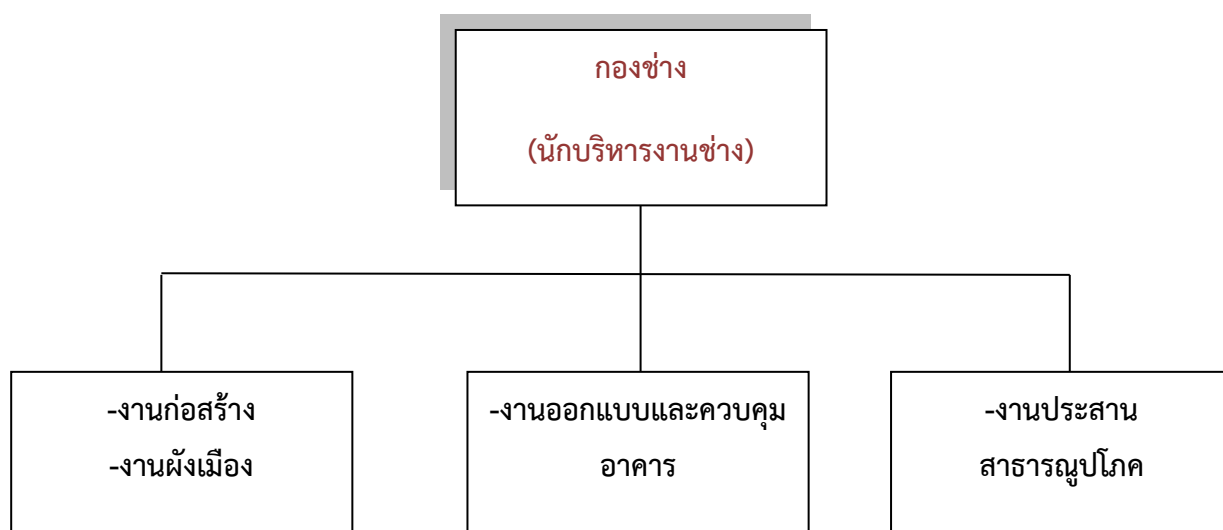 กองช่าง
(นักบริหารงานช่าง)
-งานก่อสร้าง
-งานผังเมือง
-งานออกแบบและควบคุม
อาคาร
-งานประสาน
สาธารณูปโภค